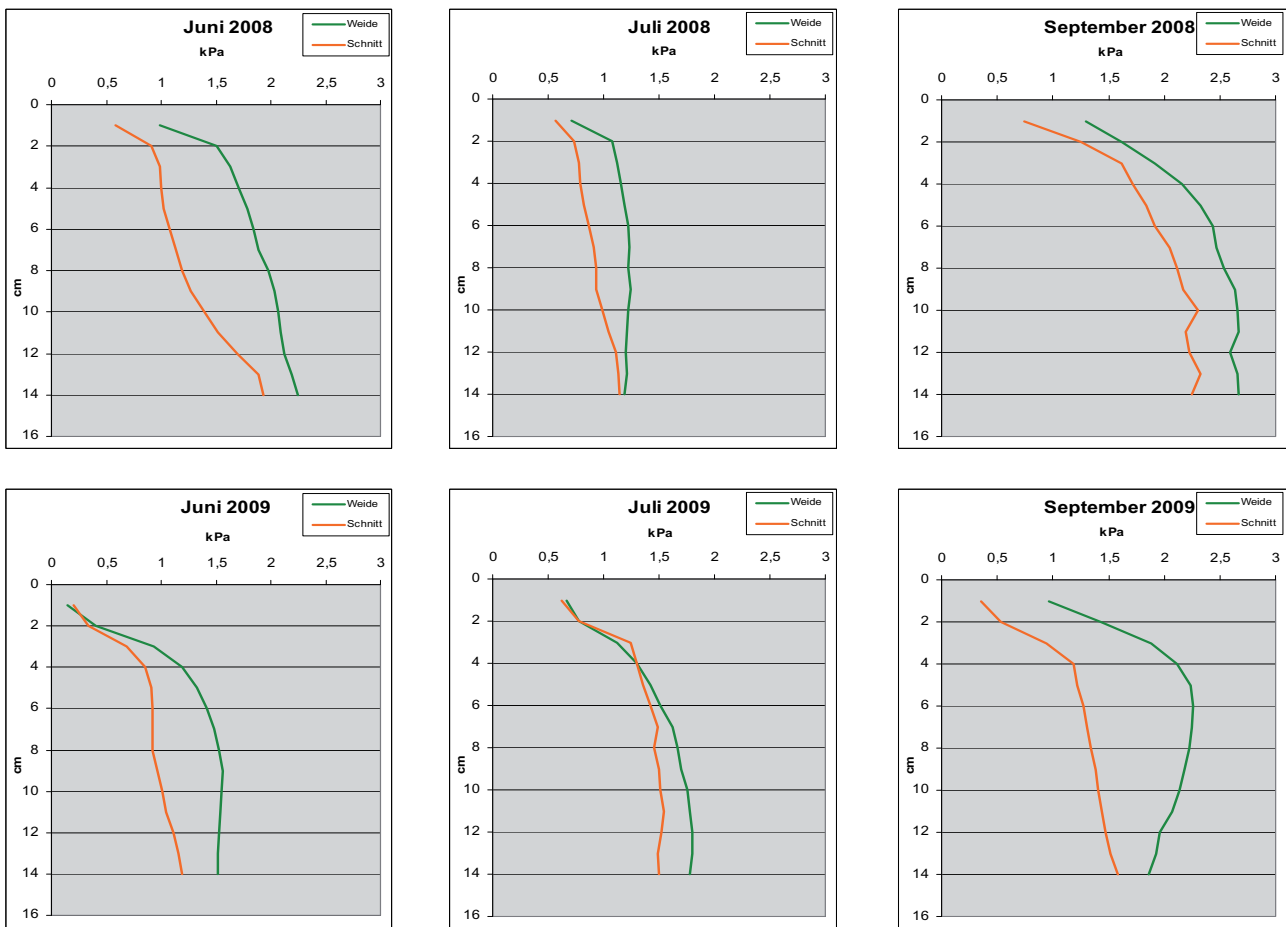 Juni 2008
Weide
Schnitt
kPa
0 0,5 1 1,5 2 2,5 3
0
2
4
6
8
10
12
14
16
cm
Juli 2008
Weide
Schnitt
kPa
0 0,5 1 1,5 2 2,5 3
0
2
4
6
8
10
12
14
16
September 2008
Weide
Schnitt
kPa
0 0,5 1 1,5 2 2,5 3
0
2
4
6
8
10
12
14
16
cm
Juni 2009
Weide
Schnitt
kPa
0 0,5 1 1,5 2 2,5 3
0
2
4
6
8
10
12
14
16
cm
Juli 2009
Weide
Schnitt
kPa
0 0,5 1 1,5 2 2,5 3
0
2
4
6
8
10
12
14
16
cm
September 2009
Weide
Schnitt
kPa
0 0,5 1 1,5 2 2,5 3
0
2
4
6
8
10
12
14
16
cm